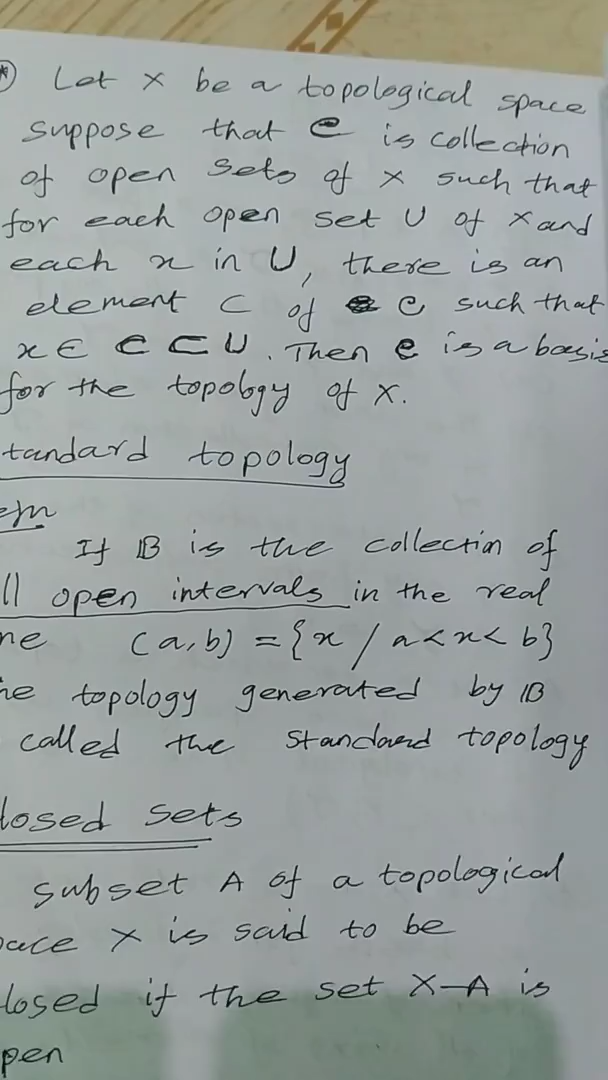 Let X be a topological space
suppose that C is collection
of open sets of X such that
for each open set U of X and
each x in U, there is an
element C of C such that
x ∈ C ⊂ U. Then C is a basis
for the topology of X.
tandard topology
em
If B is the collectin of
ll open intervals in the real
ne (a,b) = {x / a<x<b}
he topology generated by B
called the Standard topology
losed sets
subset A of a topological
pace X is said to be
losed if the set X-A is
pen